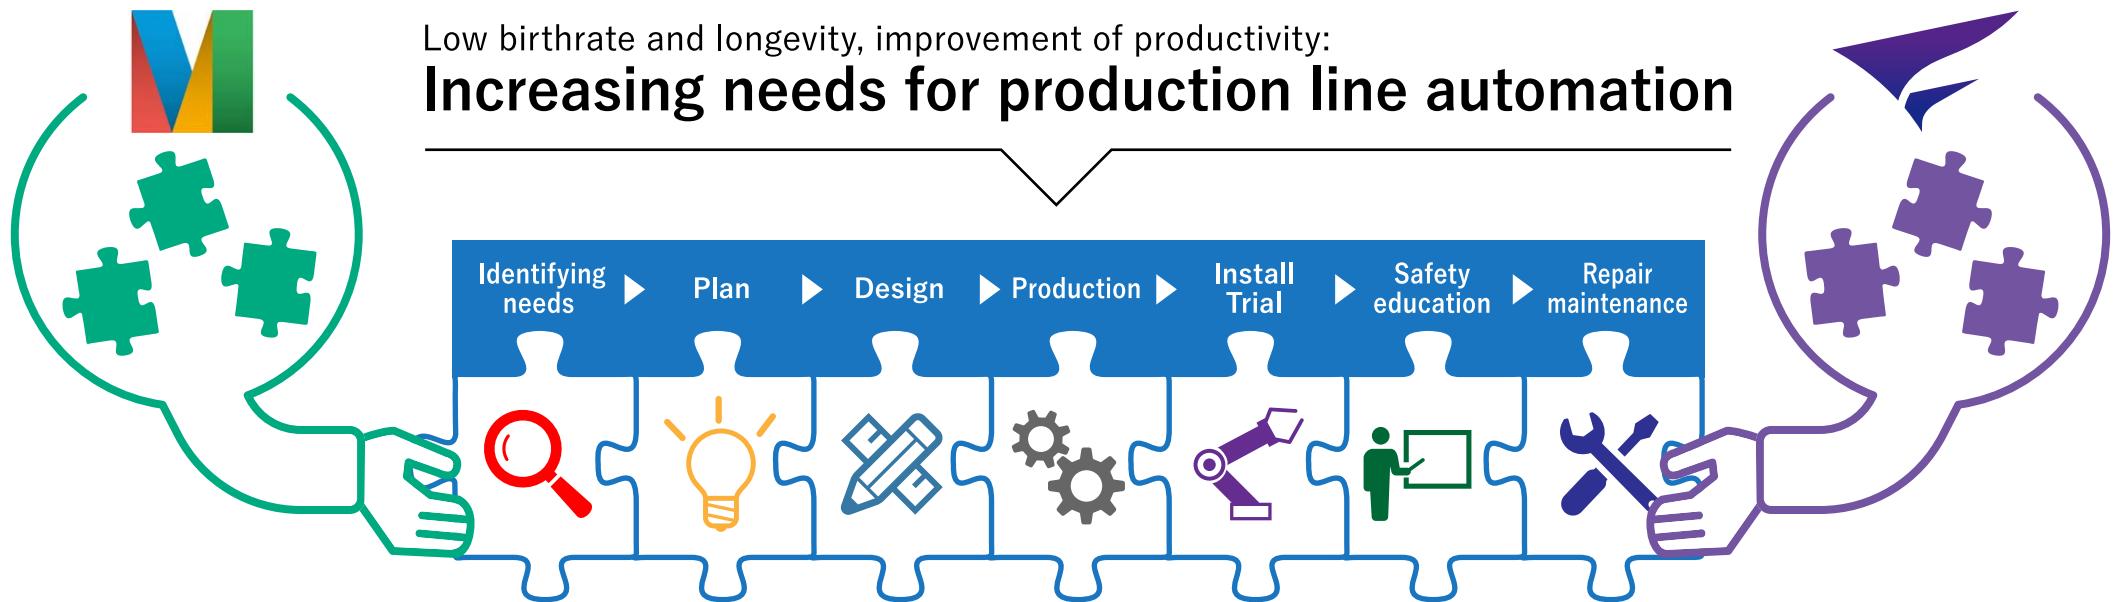 Low birthrate and longevity, improvement of productivity:
Increasing needs for production line automation
Identifying
needs
Plan
Design
Production
Install
Trial
Safety
education
Repair
maintenance